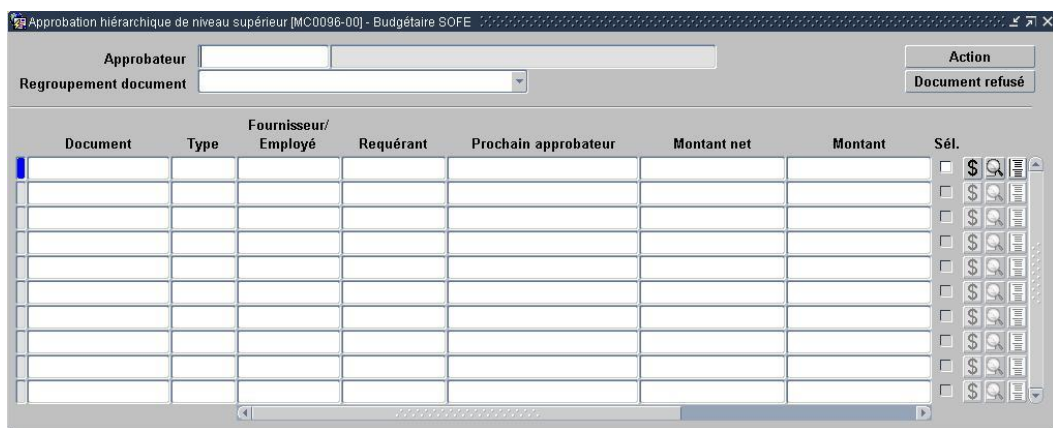 Approbation hiérarchique de niveau supérieur [MC0096-00] - Budgétaire SOFE
Approbateur
Action
Regroupement document
Document refusé
Document Type Fournisseur/ Employé Requérant Prochain approbateur Montant net Montant Sél.
$
$
$
$
$
$
$
$
$
$